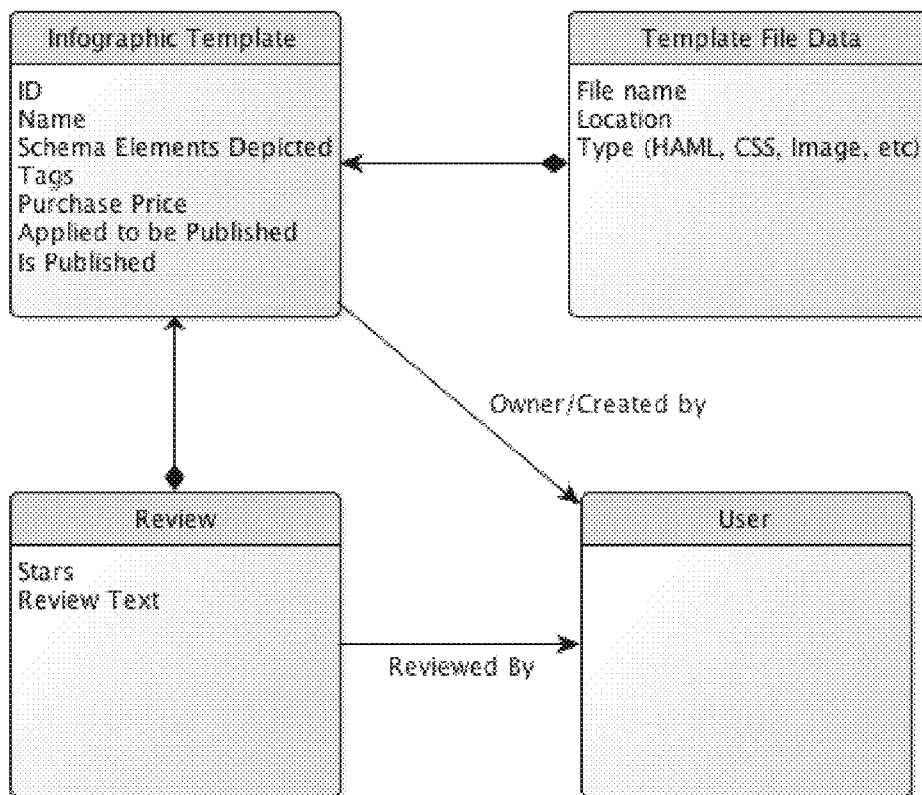 Infographic Template
ID
Name
Schema Elements Depicted
Tags
Purchase Price
Applied to be Published
Is Published
Template File Data
File name
Location
Type (HAML, CSS, Image, etc)
Owner/Created by
Review
Stars
Review Text
Reviewed By
User